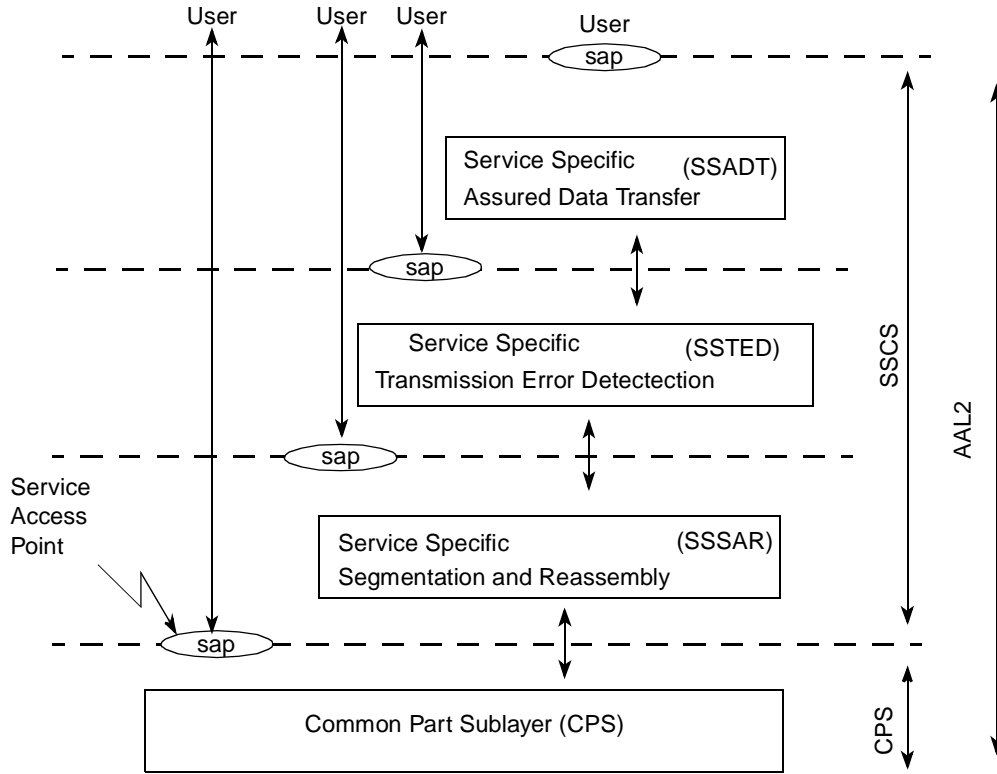 User
User
User
User
sap
Service Specific
(SSADT)
Assured Data Transfer
sap
Service Specific
(SSTED)
Transmission Error Detectection
SSCS
AAL2
sap
Service
Access
Point
Service Specific
(SSSAR)
Segmentation and Reassembly
sap
Common Part Sublayer (CPS)
CPS